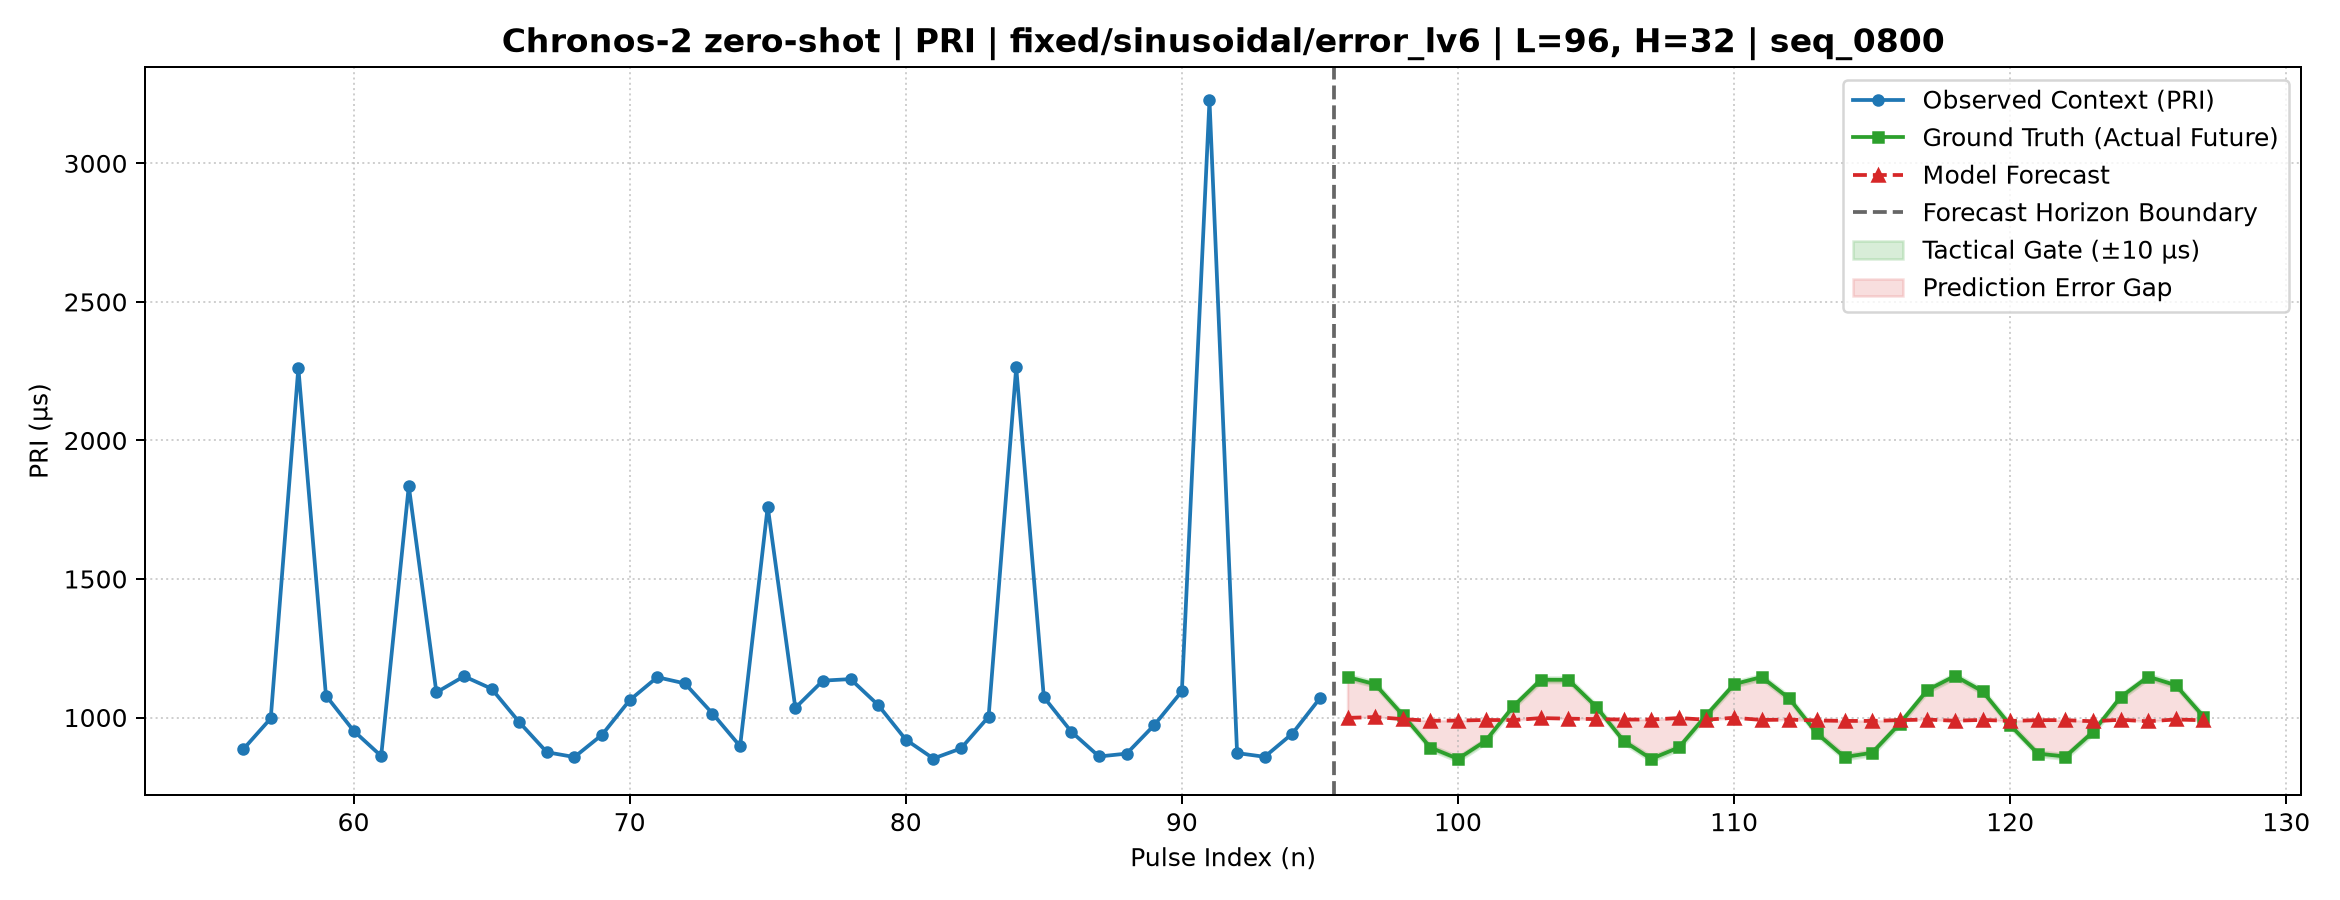 Chronos-2 zero-shot | PRI | fixed/sinusoidal/error_lv6 | L=96, H=32 | seq_0800
Observed Context (PRI)
Ground Truth (Actual Future)
Model Forecast
Forecast Horizon Boundary
Tactical Gate (±10 µs)
Prediction Error Gap
PRI (µs)
3000
2500
2000
1500
1000
60 70 80 90 100 110 120 130
Pulse Index (n)